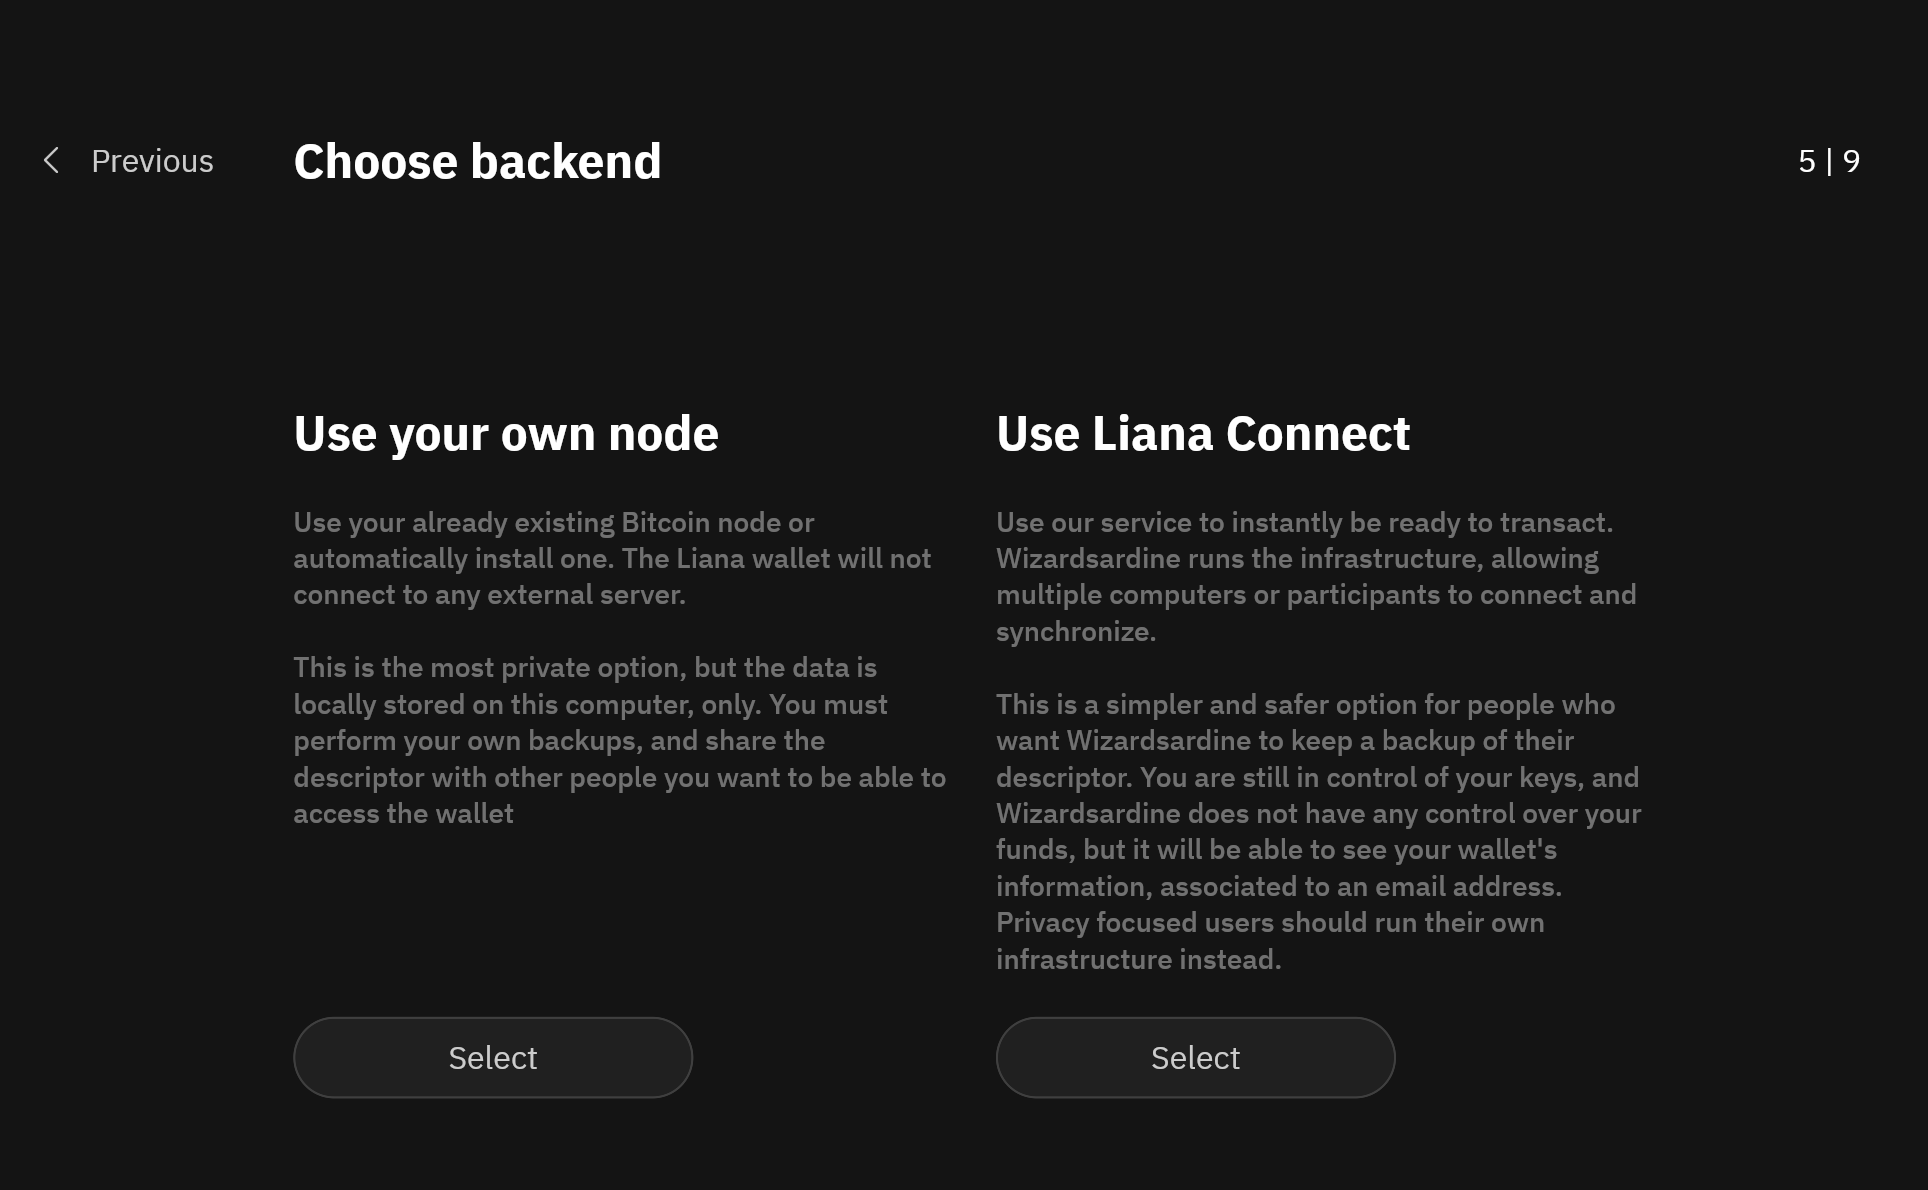 Previous
Choose backend
5 | 9
Use your own node
Use your already existing Bitcoin node or
automatically install one. The Liana wallet will not
connect to any external server.
This is the most private option, but the data is
locally stored on this computer, only. You must
perform your own backups, and share the
descriptor with other people you want to be able to
access the wallet
Select
Use Liana Connect
Use our service to instantly be ready to transact.
Wizardsardine runs the infrastructure, allowing
multiple computers or participants to connect and
synchronize.
This is a simpler and safer option for people who
want Wizardsardine to keep a backup of their
descriptor. You are still in control of your keys, and
Wizardsardine does not have any control over your
funds, but it will be able to see your wallet's
information, associated to an email address.
Privacy focused users should run their own
infrastructure instead.
Select